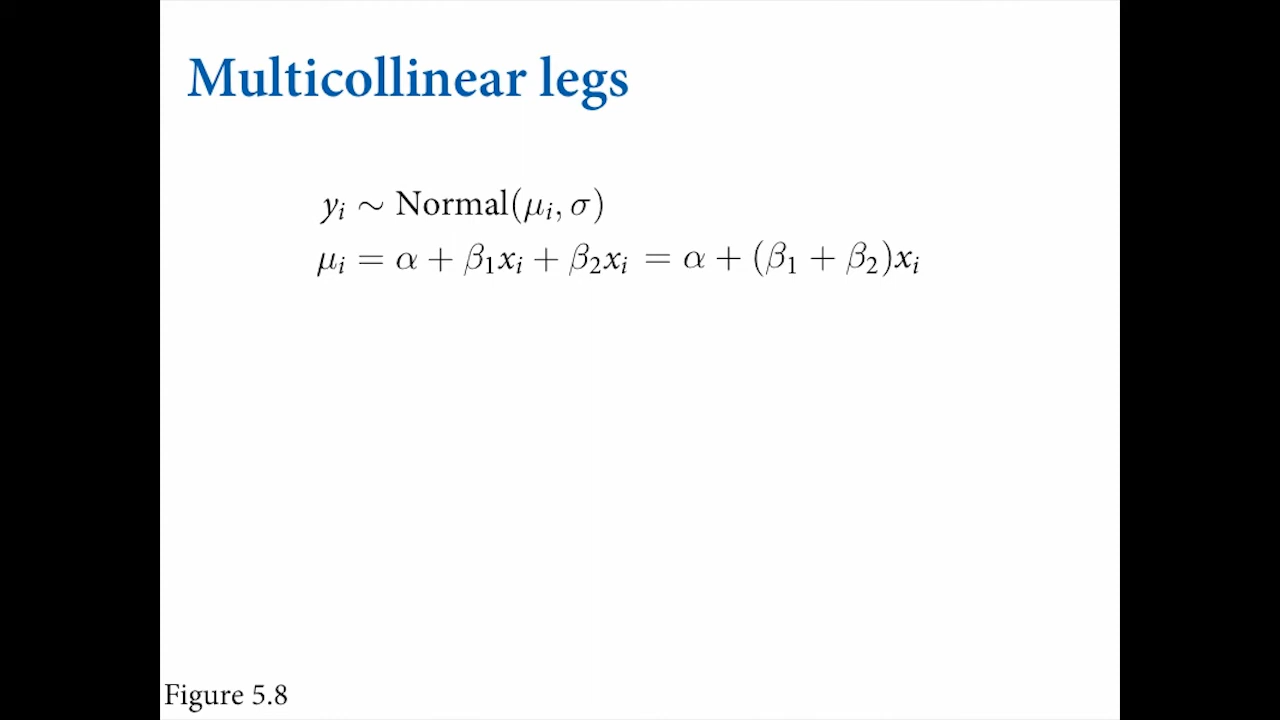 Multicollinear legs
yᵢ ∼ Normal(μᵢ, σ)
μᵢ = α + β₁xᵢ + β₂xᵢ = α + (β₁ + β₂)xᵢ
Figure 5.8